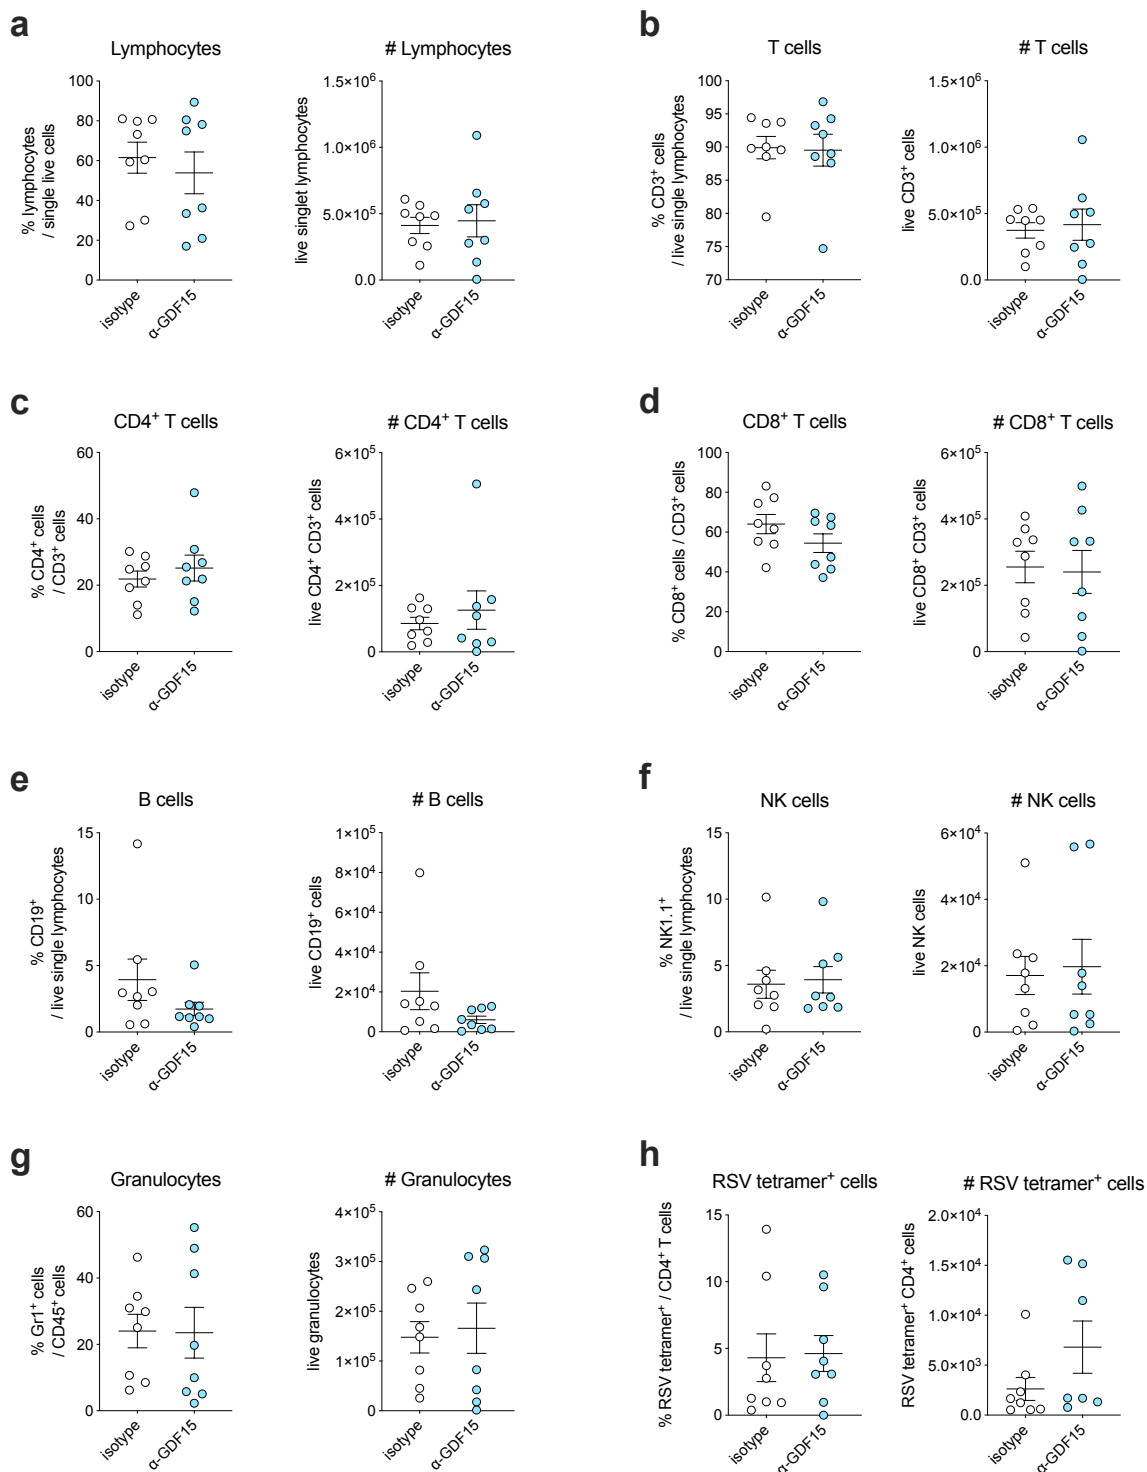 a
Lymphocytes
% lymphocytes
/ single live cells
100
80
60
40
20
0
isotype
α-GDF15
# Lymphocytes
live singlet lymphocytes
1.5×10⁶
1.0×10⁶
5.0×10⁵
0.0
isotype
α-GDF15
b
T cells
% CD3⁺ cells
/ live single lymphocytes
100
95
90
85
80
75
70
isotype
α-GDF15
# T cells
live CD3⁺ cells
1.5×10⁶
1.0×10⁶
5.0×10⁵
0.0
isotype
α-GDF15
c
CD4⁺ T cells
% CD4⁺ cells
/ CD3⁺ cells
60
40
20
0
isotype
α-GDF15
# CD4⁺ T cells
live CD4⁺ CD3⁺ cells
6×10⁵
4×10⁵
2×10⁵
0
isotype
α-GDF15
d
CD8⁺ T cells
% CD8⁺ cells / CD3⁺ cells
100
80
60
40
20
0
isotype
α-GDF15
# CD8⁺ T cells
live CD8⁺ CD3⁺ cells
6×10⁵
4×10⁵
2×10⁵
0
isotype
α-GDF15
e
B cells
% CD19⁺
/ live single lymphocytes
15
10
5
0
isotype
α-GDF15
# B cells
live CD19⁺ cells
1×10⁵
8×10⁴
6×10⁴
4×10⁴
2×10⁴
0
isotype
α-GDF15
f
NK cells
% NK1.1⁺
/ live single lymphocytes
15
10
5
0
isotype
α-GDF15
# NK cells
live NK cells
6×10⁴
4×10⁴
2×10⁴
0
isotype
α-GDF15
g
Granulocytes
% Gr1⁺ cells
/ CD45⁺ cells
60
40
20
0
isotype
α-GDF15
# Granulocytes
live granulocytes
4×10⁵
3×10⁵
2×10⁵
1×10⁵
0
isotype
α-GDF15
h
RSV tetramer⁺ cells
% RSV tetramer⁺ / CD4⁺ T cells
15
10
5
0
isotype
α-GDF15
# RSV tetramer⁺ cells
RSV tetramer⁺ CD4⁺ cells
2.0×10⁴
1.5×10⁴
1.0×10⁴
5.0×10³
0.0
isotype
α-GDF15